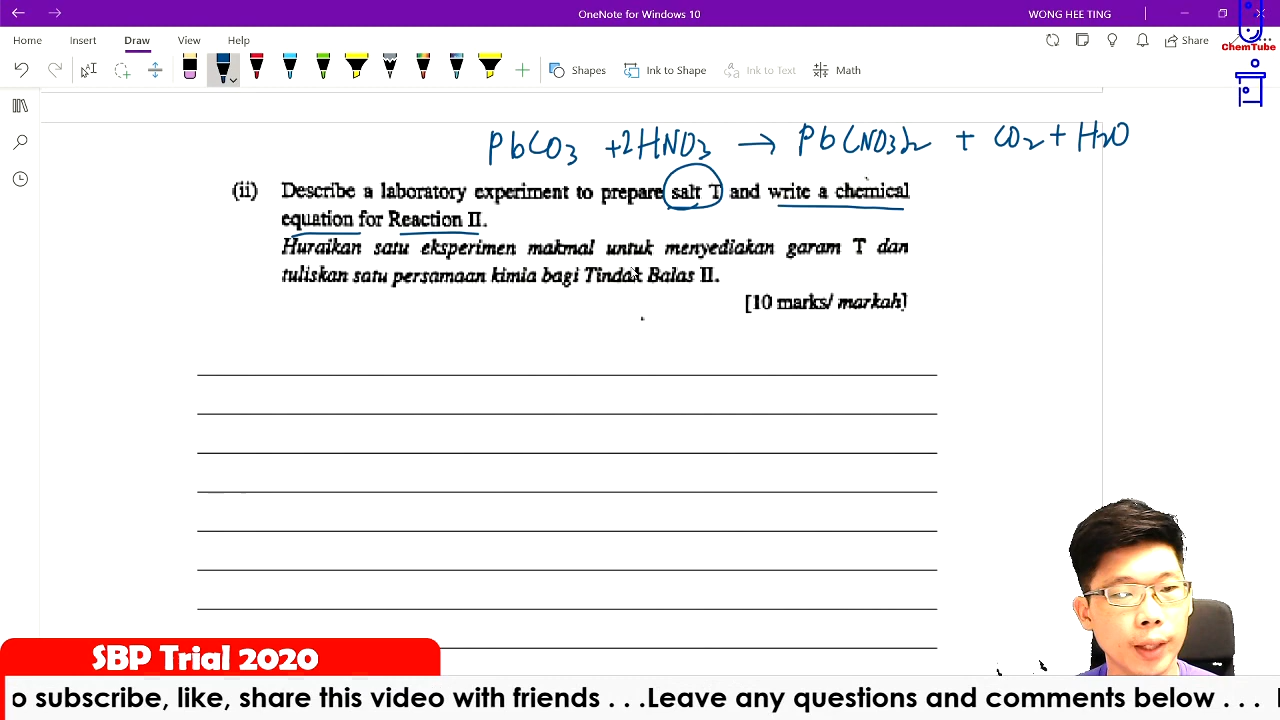 OneNote for Windows 10
WONG HEE TING
Home Insert Draw View Help
Share
ChemTube
Shapes
Ink to Shape
Ink to Text
Math
PbCO3 +2HNO3 → Pb(NO3)2 + CO2 + H2O
(ii) Describe a laboratory experiment to prepare salt T and write a chemical
equation for Reaction II.
Huraikan satu eksperimen makmal untuk menyediakan garam T dan
tuliskan satu persamaan kimia bagi Tindak Balas II.
[10 marks/ markah]
SBP Trial 2020
o subscribe, like, share this video with friends . . .Leave any questions and comments below . . .